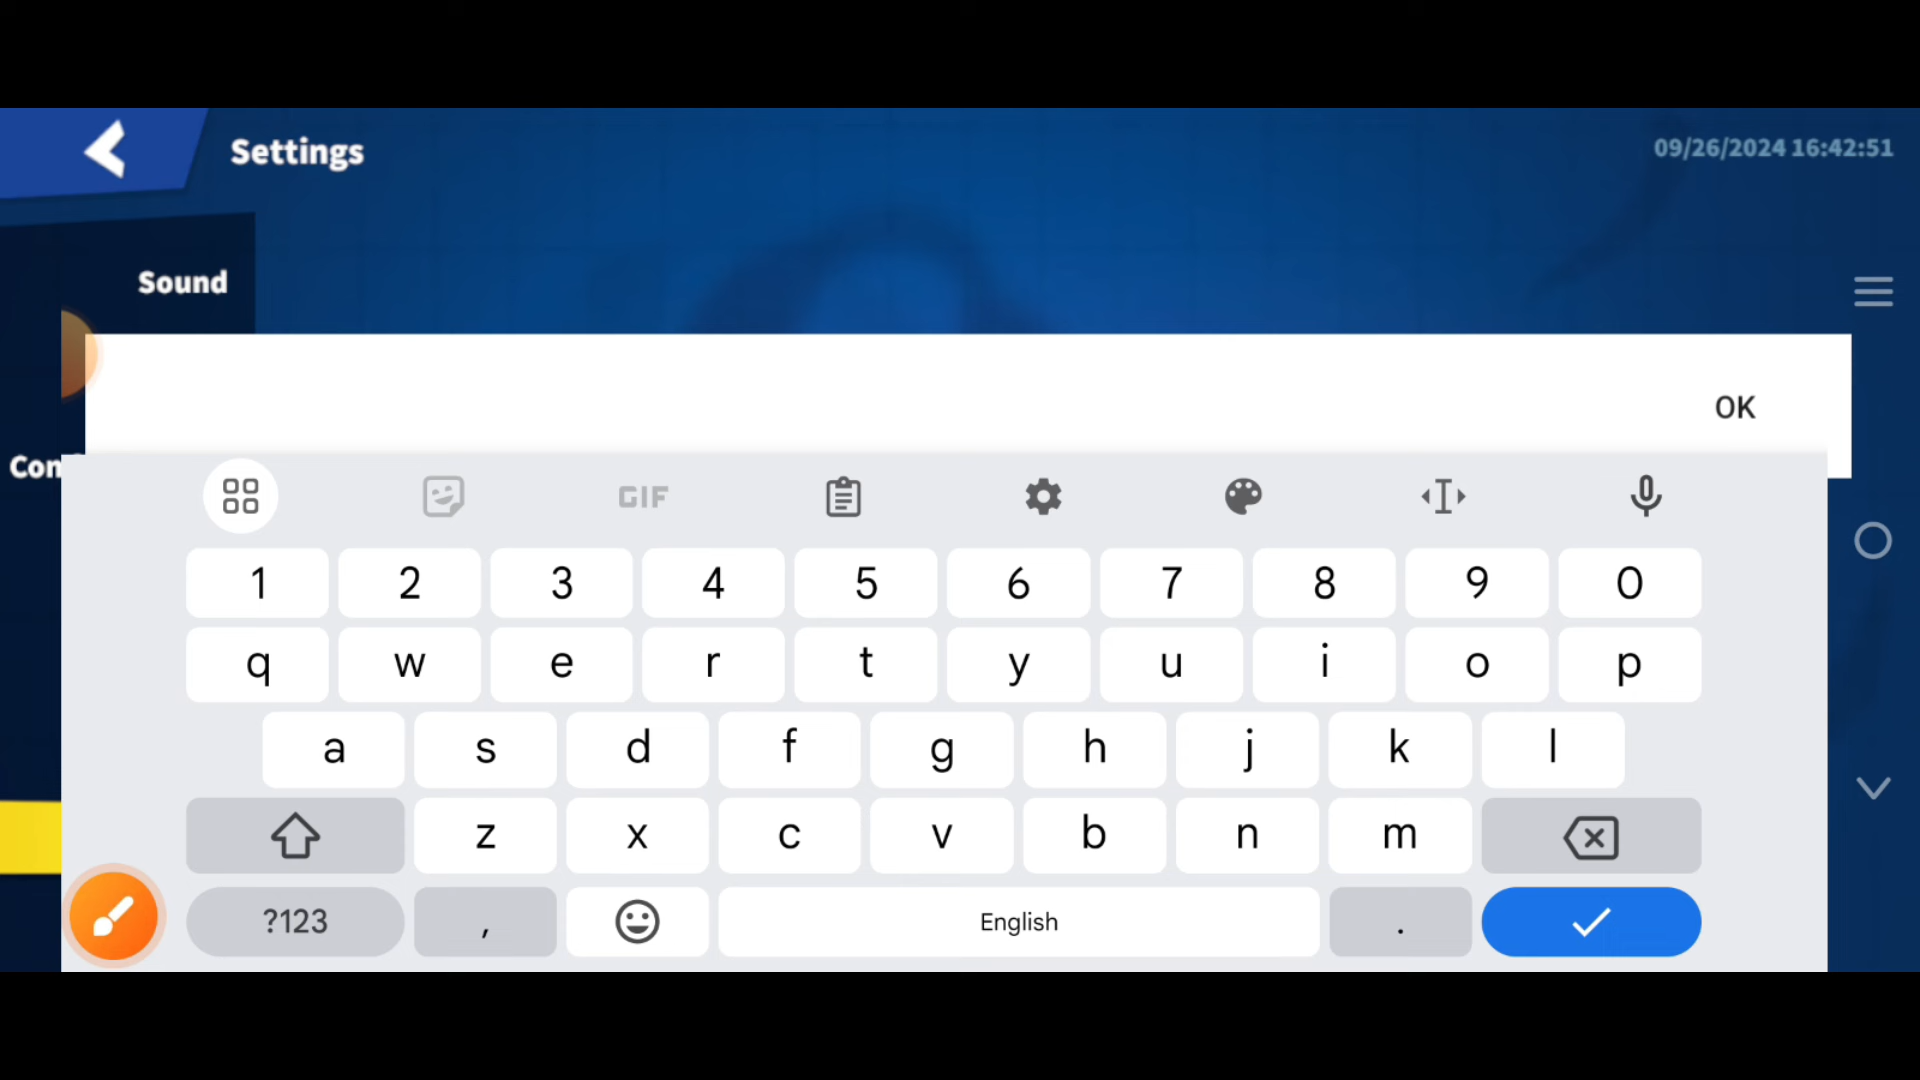 Settings
09/26/2024 16:42:51
Sound
OK
Con
GIF
1 2 3 4 5 6 7 8 9 0
q w e r t y u i o p
a s d f g h j k l
z x c v b n m
?123 , English .